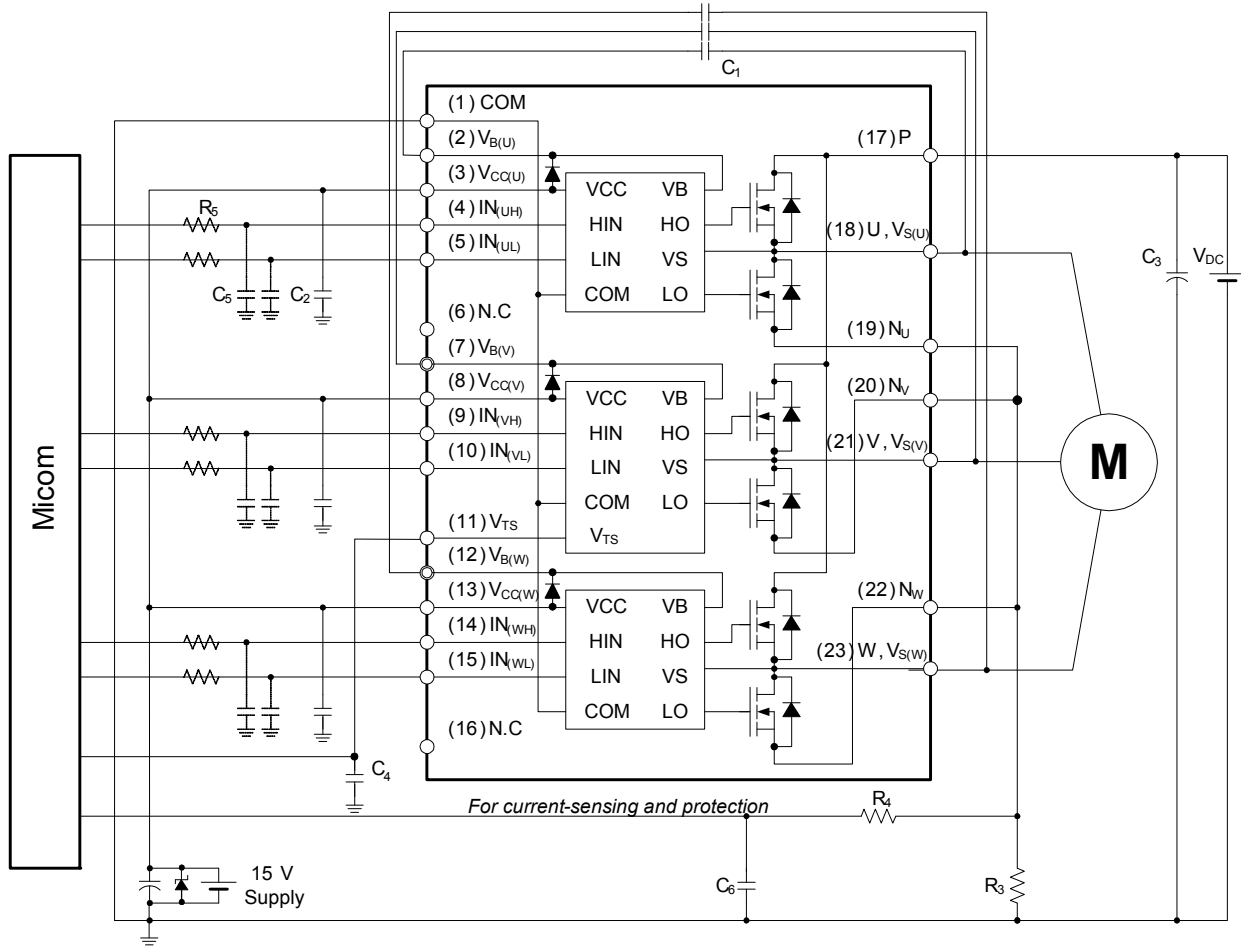 C1
(1) COM
(2) VB(U)
(3) VCC(U)
(4) IN(UH)
(5) IN(UL)
(6) N.C
(7) VB(V)
(8) VCC(V)
(9) IN(VH)
(10) IN(VL)
(11) VTS
(12) VB(W)
(13) VCC(W)
(14) IN(WH)
(15) IN(WL)
(16) N.C
VCC VB
HIN HO
LIN VS
COM LO
VCC VB
HIN HO
LIN VS
COM LO
VTS
VCC VB
HIN HO
LIN VS
COM LO
(17) P
(18) U, VS(U)
(19) NU
(20) NV
(21) V, VS(V)
(22) NW
(23) W, VS(W)
Micom
R5
C5
C2
C4
C3
VDC
M
For current-sensing and protection
R4
R3
C6
15 V
Supply